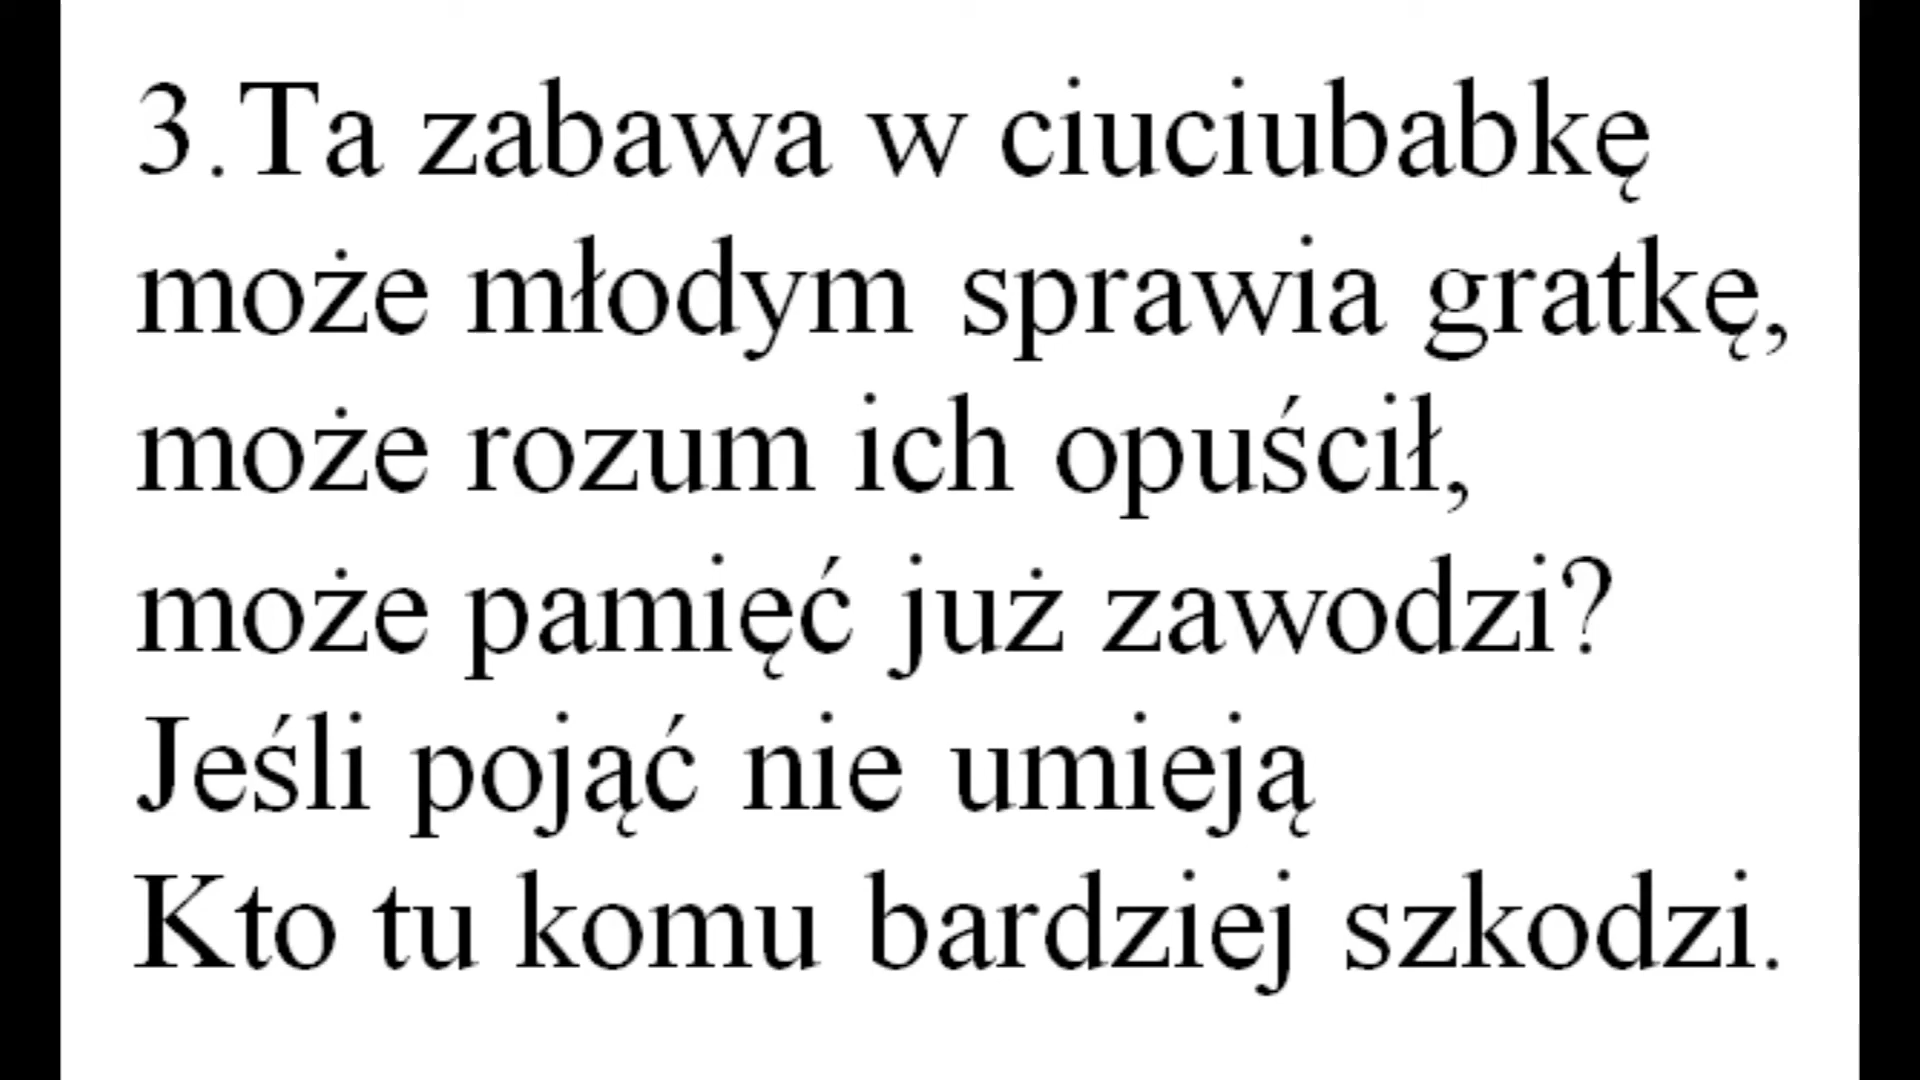 3.Ta zabawa w ciuciubabkę
może młodym sprawia gratkę,
może rozum ich opuścił,
może pamięć już zawodzi?
Jeśli pojąć nie umieją
Kto tu komu bardziej szkodzi.